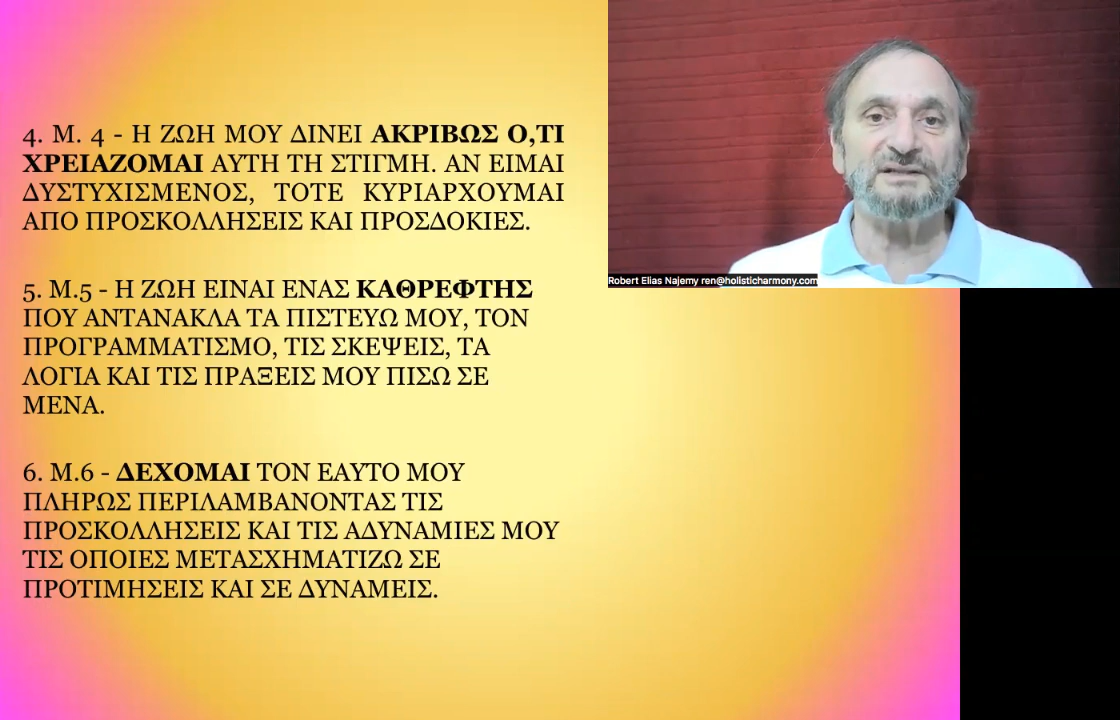 4. Μ. 4 - Η ΖΩΗ ΜΟΥ ΔΙΝΕΙ ΑΚΡΙΒΩΣ Ο,ΤΙ
ΧΡΕΙΑΖΟΜΑΙ ΑΥΤΗ ΤΗ ΣΤΙΓΜΗ. ΑΝ ΕΙΜΑΙ
ΔΥΣΤΥΧΙΣΜΕΝΟΣ, ΤΟΤΕ ΚΥΡΙΑΡΧΟΥΜΑΙ
ΑΠΟ ΠΡΟΣΚΟΛΛΗΣΕΙΣ ΚΑΙ ΠΡΟΣΔΟΚΙΕΣ.
5. Μ.5 - Η ΖΩΗ ΕΙΝΑΙ ΕΝΑΣ ΚΑΘΡΕΦΤΗΣ
ΠΟΥ ΑΝΤΑΝΑΚΛΑ ΤΑ ΠΙΣΤΕΥΩ ΜΟΥ, ΤΟΝ
ΠΡΟΓΡΑΜΜΑΤΙΣΜΟ, ΤΙΣ ΣΚΕΨΕΙΣ, ΤΑ
ΛΟΓΙΑ ΚΑΙ ΤΙΣ ΠΡΑΞΕΙΣ ΜΟΥ ΠΙΣΩ ΣΕ
ΜΕΝΑ.
6. Μ.6 - ΔΕΧΟΜΑΙ ΤΟΝ ΕΑΥΤΟ ΜΟΥ
ΠΛΗΡΩΣ ΠΕΡΙΛΑΜΒΑΝΟΝΤΑΣ ΤΙΣ
ΠΡΟΣΚΟΛΛΗΣΕΙΣ ΚΑΙ ΤΙΣ ΑΔΥΝΑΜΙΕΣ ΜΟΥ
ΤΙΣ ΟΠΟΙΕΣ ΜΕΤΑΣΧΗΜΑΤΙΖΩ ΣΕ
ΠΡΟΤΙΜΗΣΕΙΣ ΚΑΙ ΣΕ ΔΥΝΑΜΕΙΣ.
Robert Elias Najemy ren@holisticharmony.com